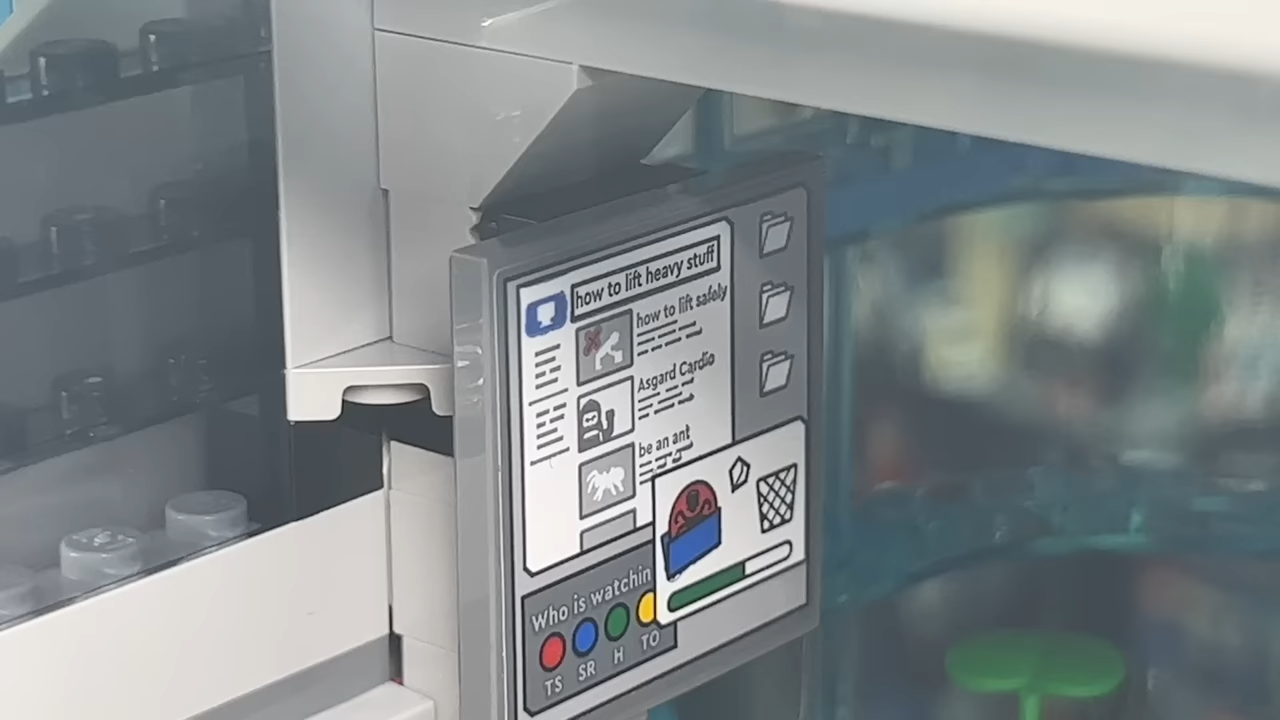 how to lift heavy stuff
how to lift safely
Asgard Cardio
be an ant
Who is watchin
TS SR H TO